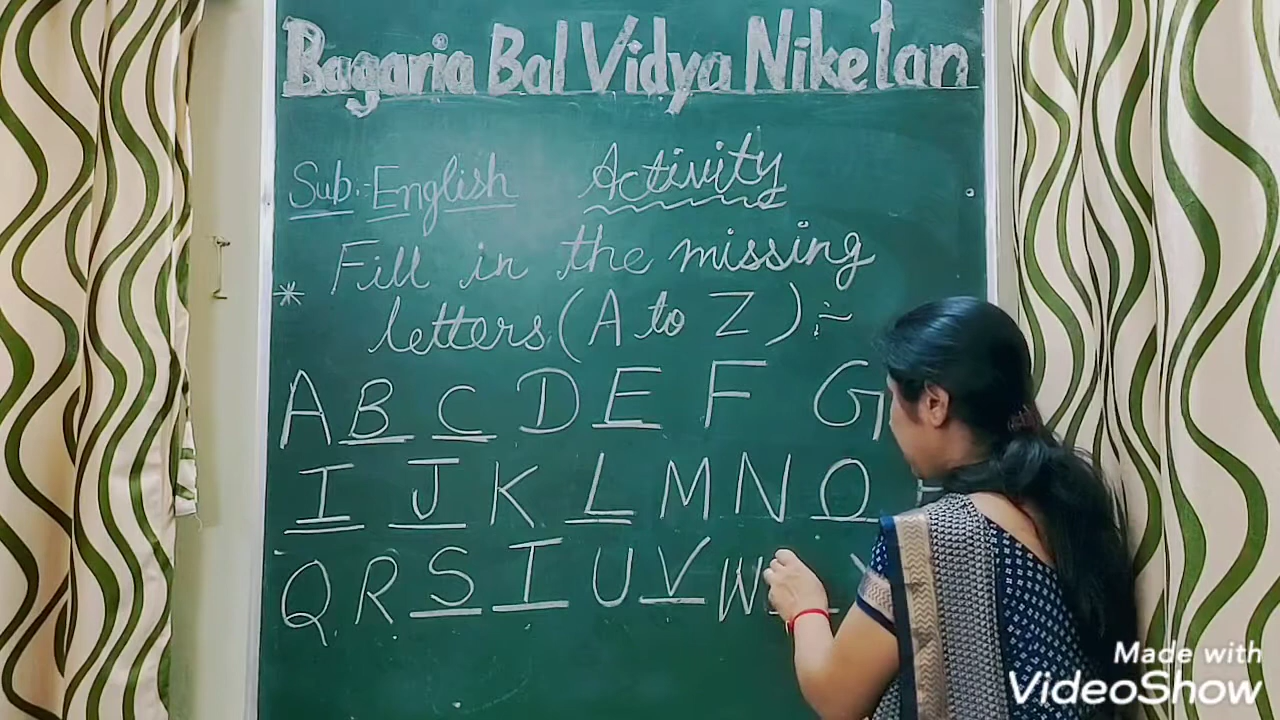 Bagaria Bal Vidya Niketan
Sub:- English Activity
Fill in the missing
* letters (A to Z) :-
A B C D E F G
I J K L M N O
Q R S T U V W
Made with
VideoShow